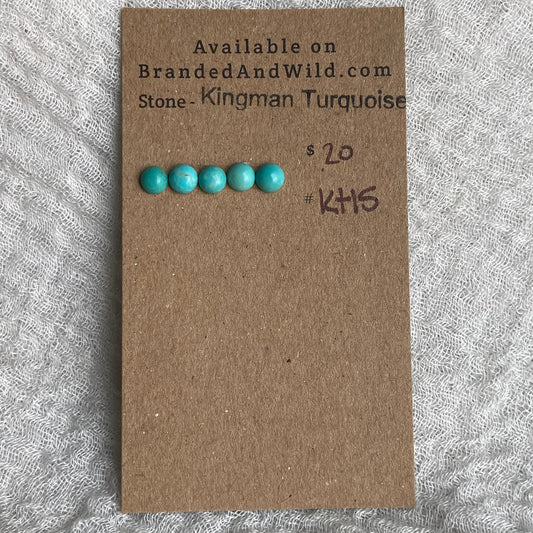 Available on
BrandedAndWild.com
Stone - Kingman Turquoise
$ 20
# KT15